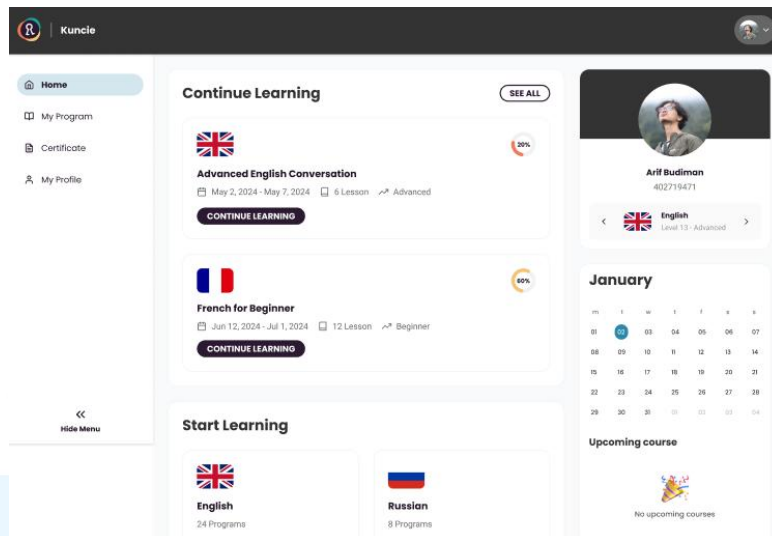 Kuncie
Home
My Program
Certificate
My Profile
Hide Menu
Continue Learning
SEE ALL
20%
Advanced English Conversation
May 2, 2024 - May 7, 2024 6 Lesson Advanced
CONTINUE LEARNING
60%
French for Beginner
Jun 12, 2024 - Jul 1, 2024 12 Lesson Beginner
CONTINUE LEARNING
Start Learning
English
24 Programs
Russian
8 Programs
Arif Budiman
402719471
English
Level 13 - Advanced
January
m t w t f s s
01 02 03 04 05 06 07
08 09 10 11 12 13 14
15 16 17 18 19 20 21
22 23 24 25 26 27 28
29 30 31 01 02 03 04
Upcoming course
No upcoming courses